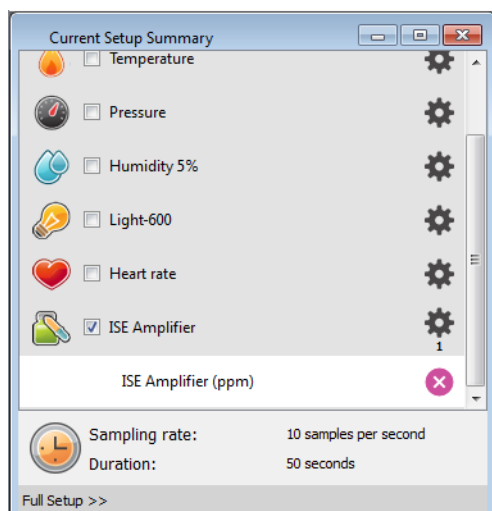 Current Setup Summary
Temperature
Pressure
Humidity 5%
Light-600
Heart rate
ISE Amplifier
1
ISE Amplifier (ppm)
Sampling rate: 10 samples per second
Duration: 50 seconds
Full Setup >>